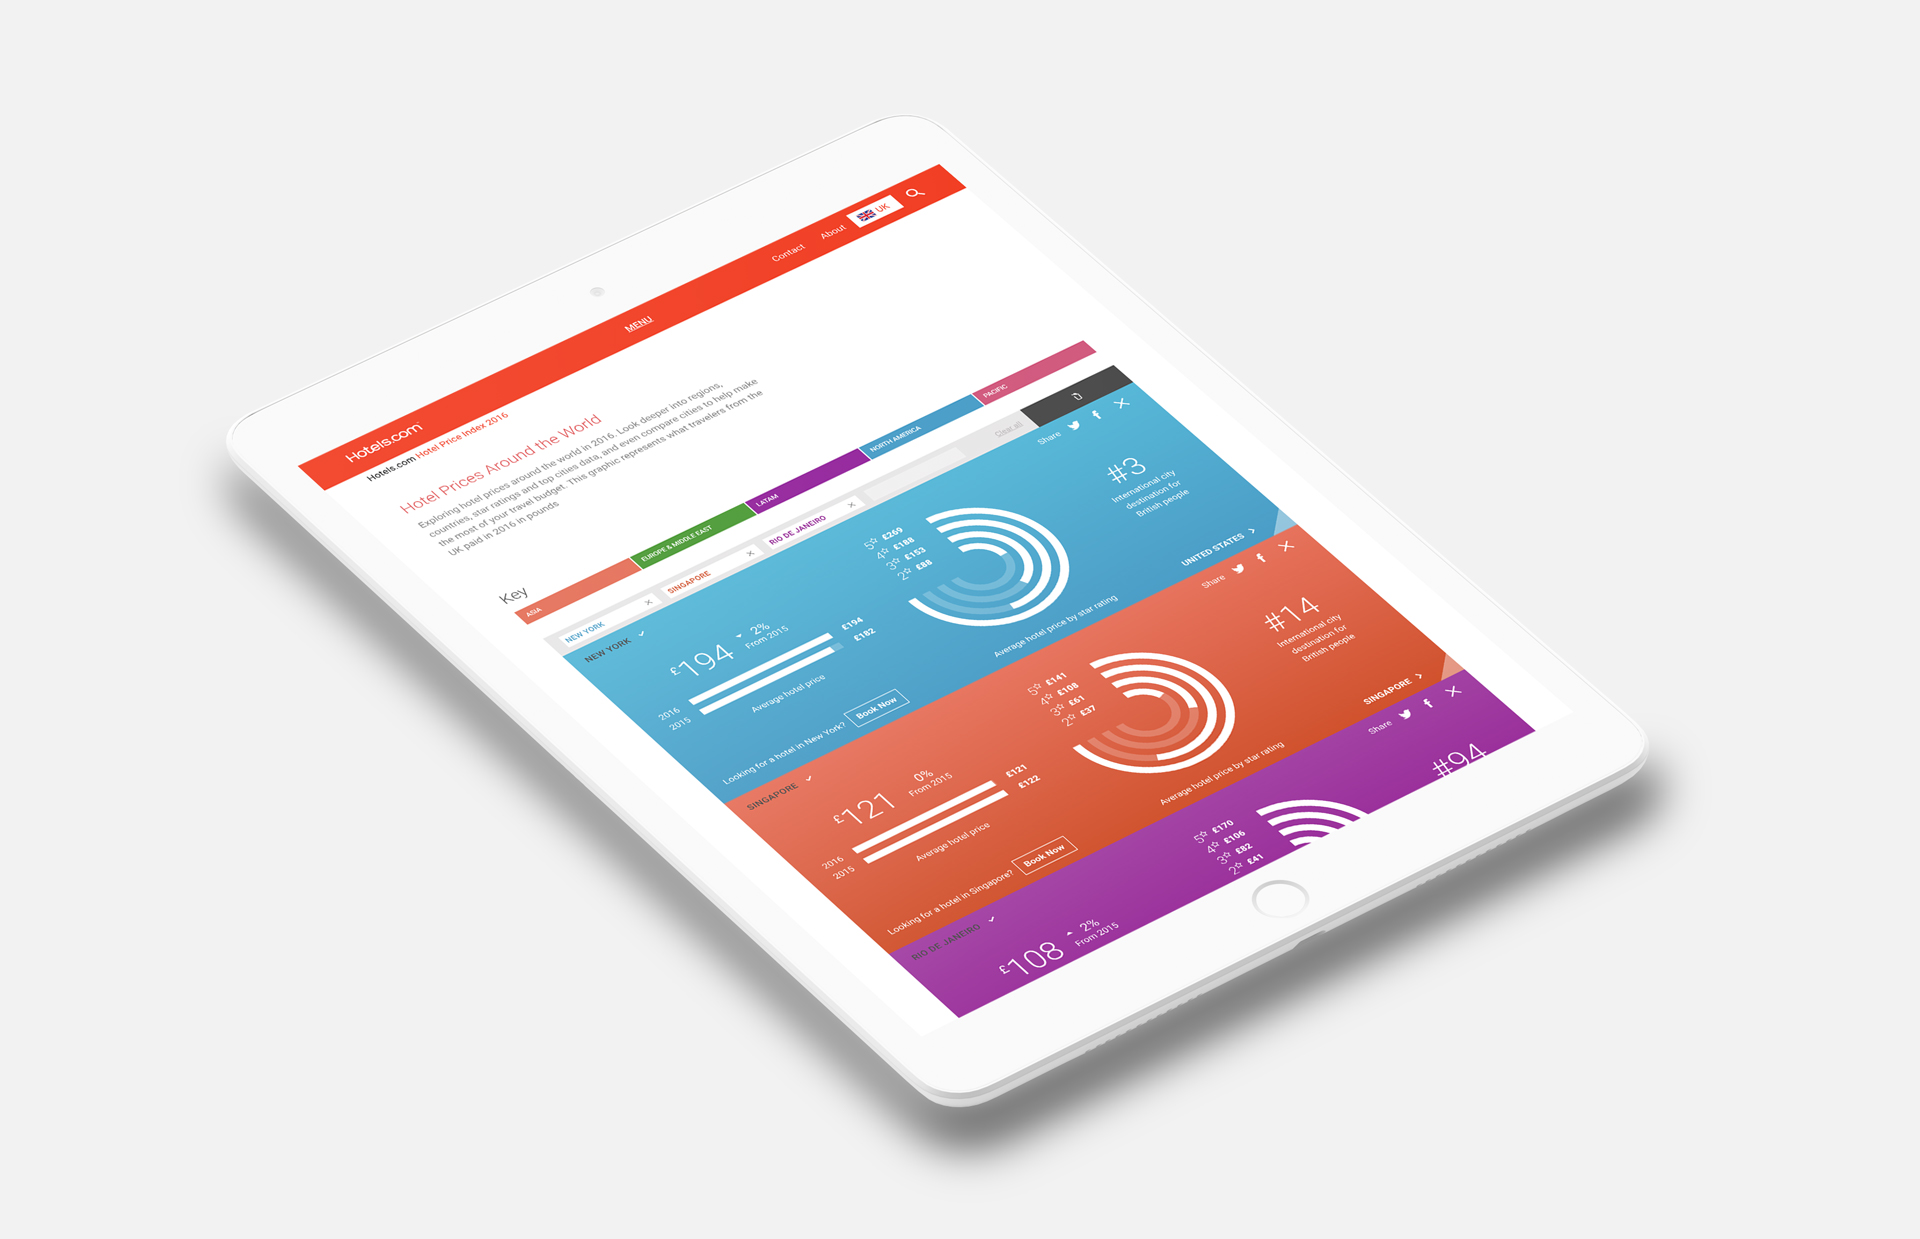 Hotels.com
MENU
Contact
About
UK
Hotels.com Hotel Price Index 2016
Hotel Prices Around the World
Exploring hotel prices around the world in 2016. Look deeper into regions,
countries, star ratings and top cities data, and even compare cities to help make
the most of your travel budget. This graphic represents what travelers from the
UK paid in 2016 in pounds
Key
ASIA
EUROPE & MIDDLE EAST
LATAM
NORTH AMERICA
PACIFIC
NEW YORK
SINGAPORE
RIO DE JANEIRO
Clear all
NEW YORK
£194
2%
From 2015
2016
£194
2015
£182
Average hotel price
Looking for a hotel in New York?
Book Now
5☆ £269
4☆ £188
3☆ £153
2☆ £88
Average hotel price by star rating
Share
#3
International city
destination for
British people
UNITED STATES
SINGAPORE
£121
0%
From 2015
2016
£121
2015
£122
Average hotel price
Looking for a hotel in Singapore?
Book Now
5☆ £141
4☆ £108
3☆ £61
2☆ £37
Average hotel price by star rating
Share
#14
International city
destination for
British people
SINGAPORE
RIO DE JANEIRO
£108
2%
From 2015
5☆ £170
4☆ £106
3☆ £82
2☆ £41
Share
#94